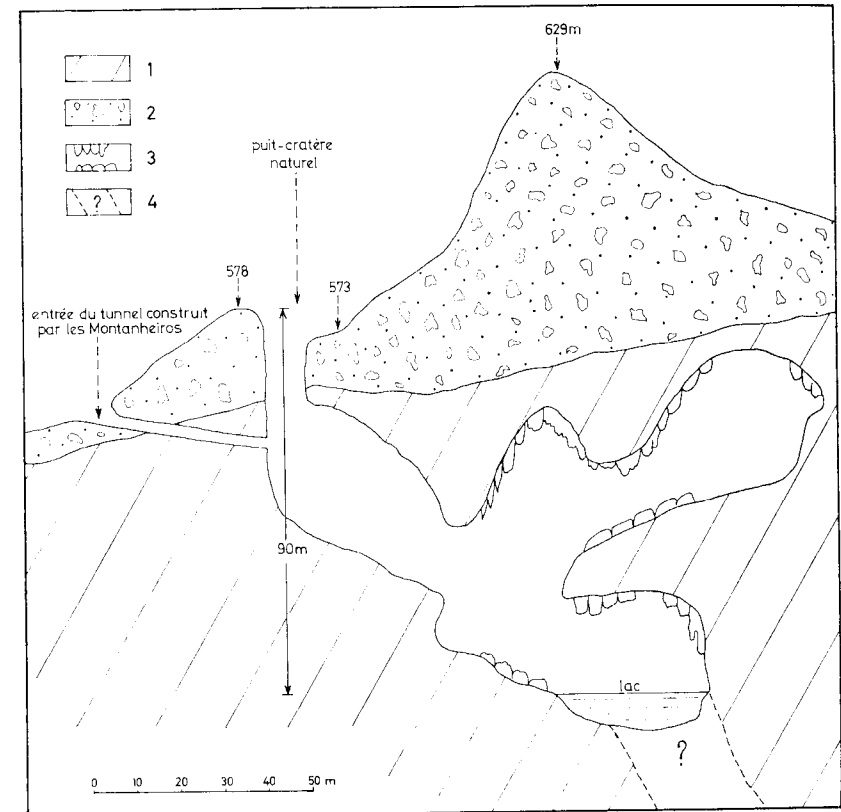 629m
1
2
3
? 4
puit-cratère
naturel
578
573
entrée du tunnel construit
par les Montanheiros
90m
lac
?
0 10 20 30 40 50 m